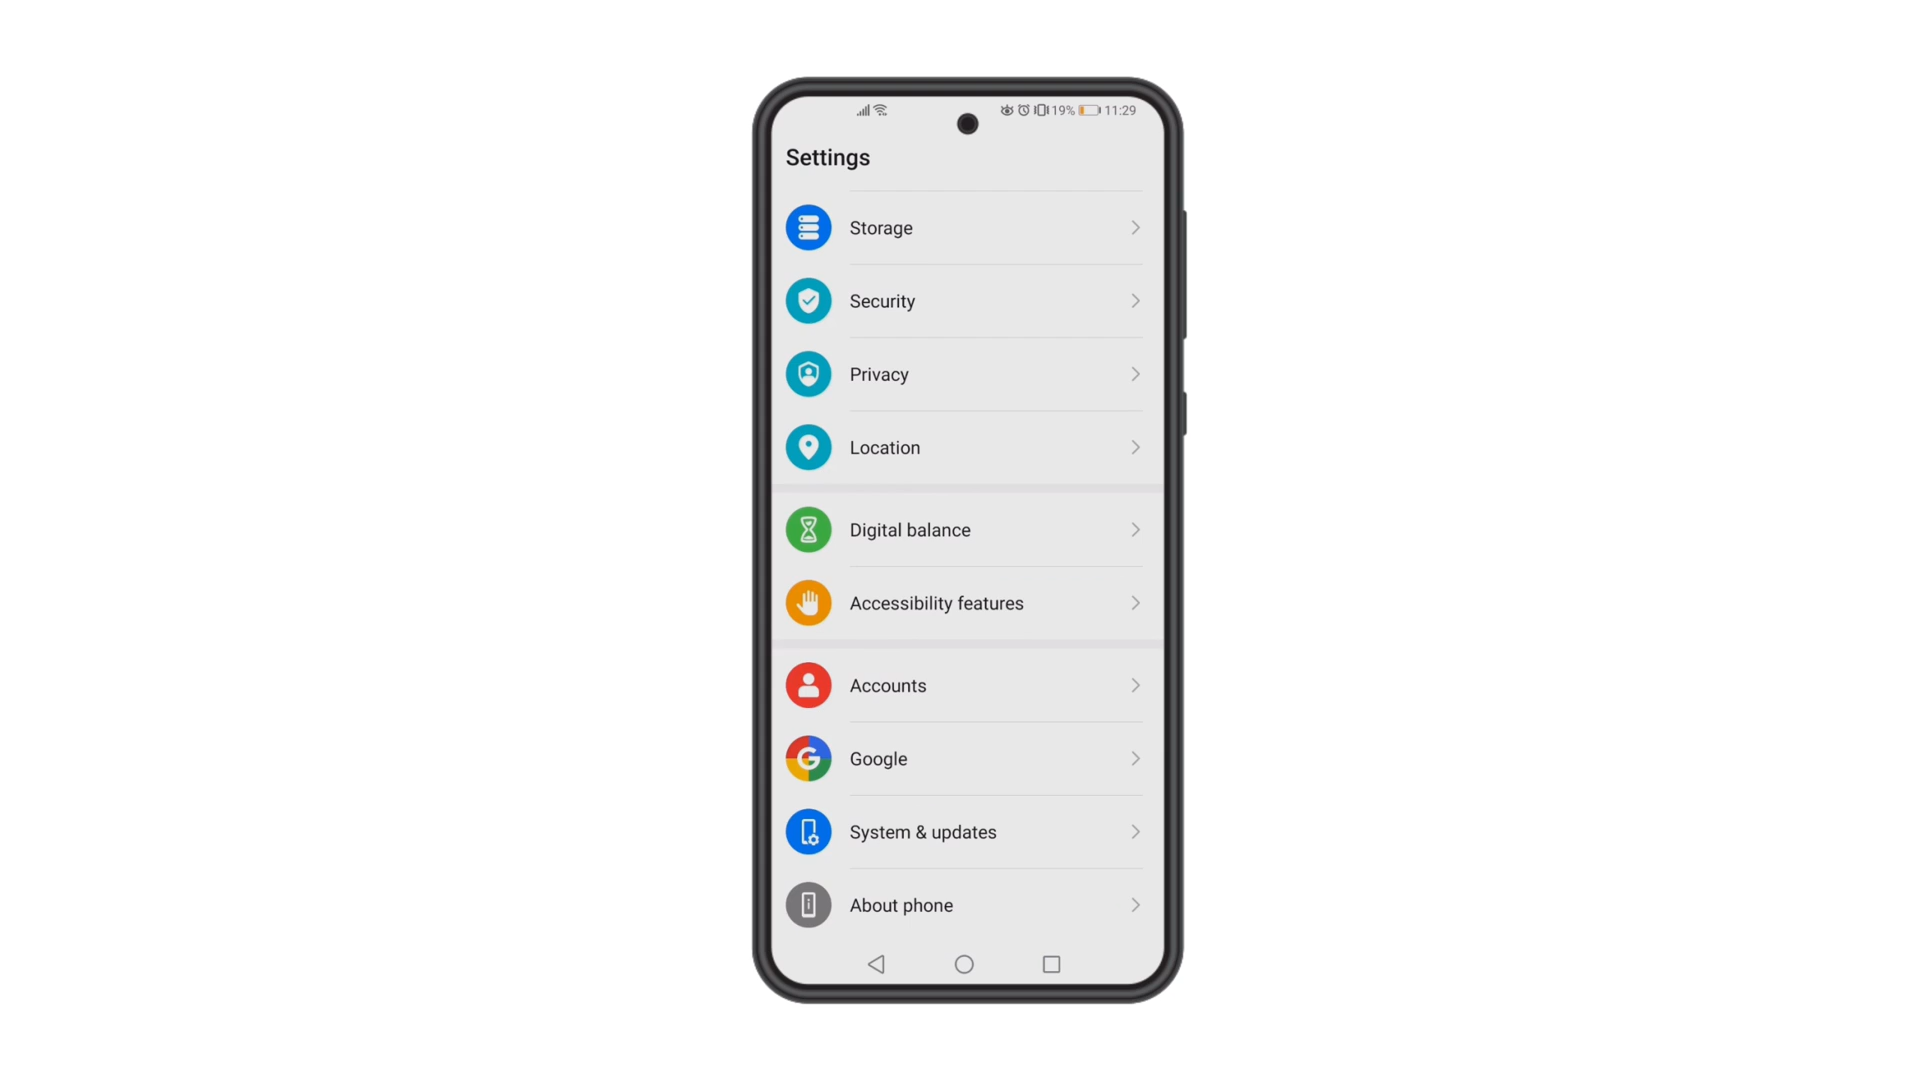 19% 11:29
Settings
Storage
Security
Privacy
Location
Digital balance
Accessibility features
Accounts
Google
System & updates
About phone